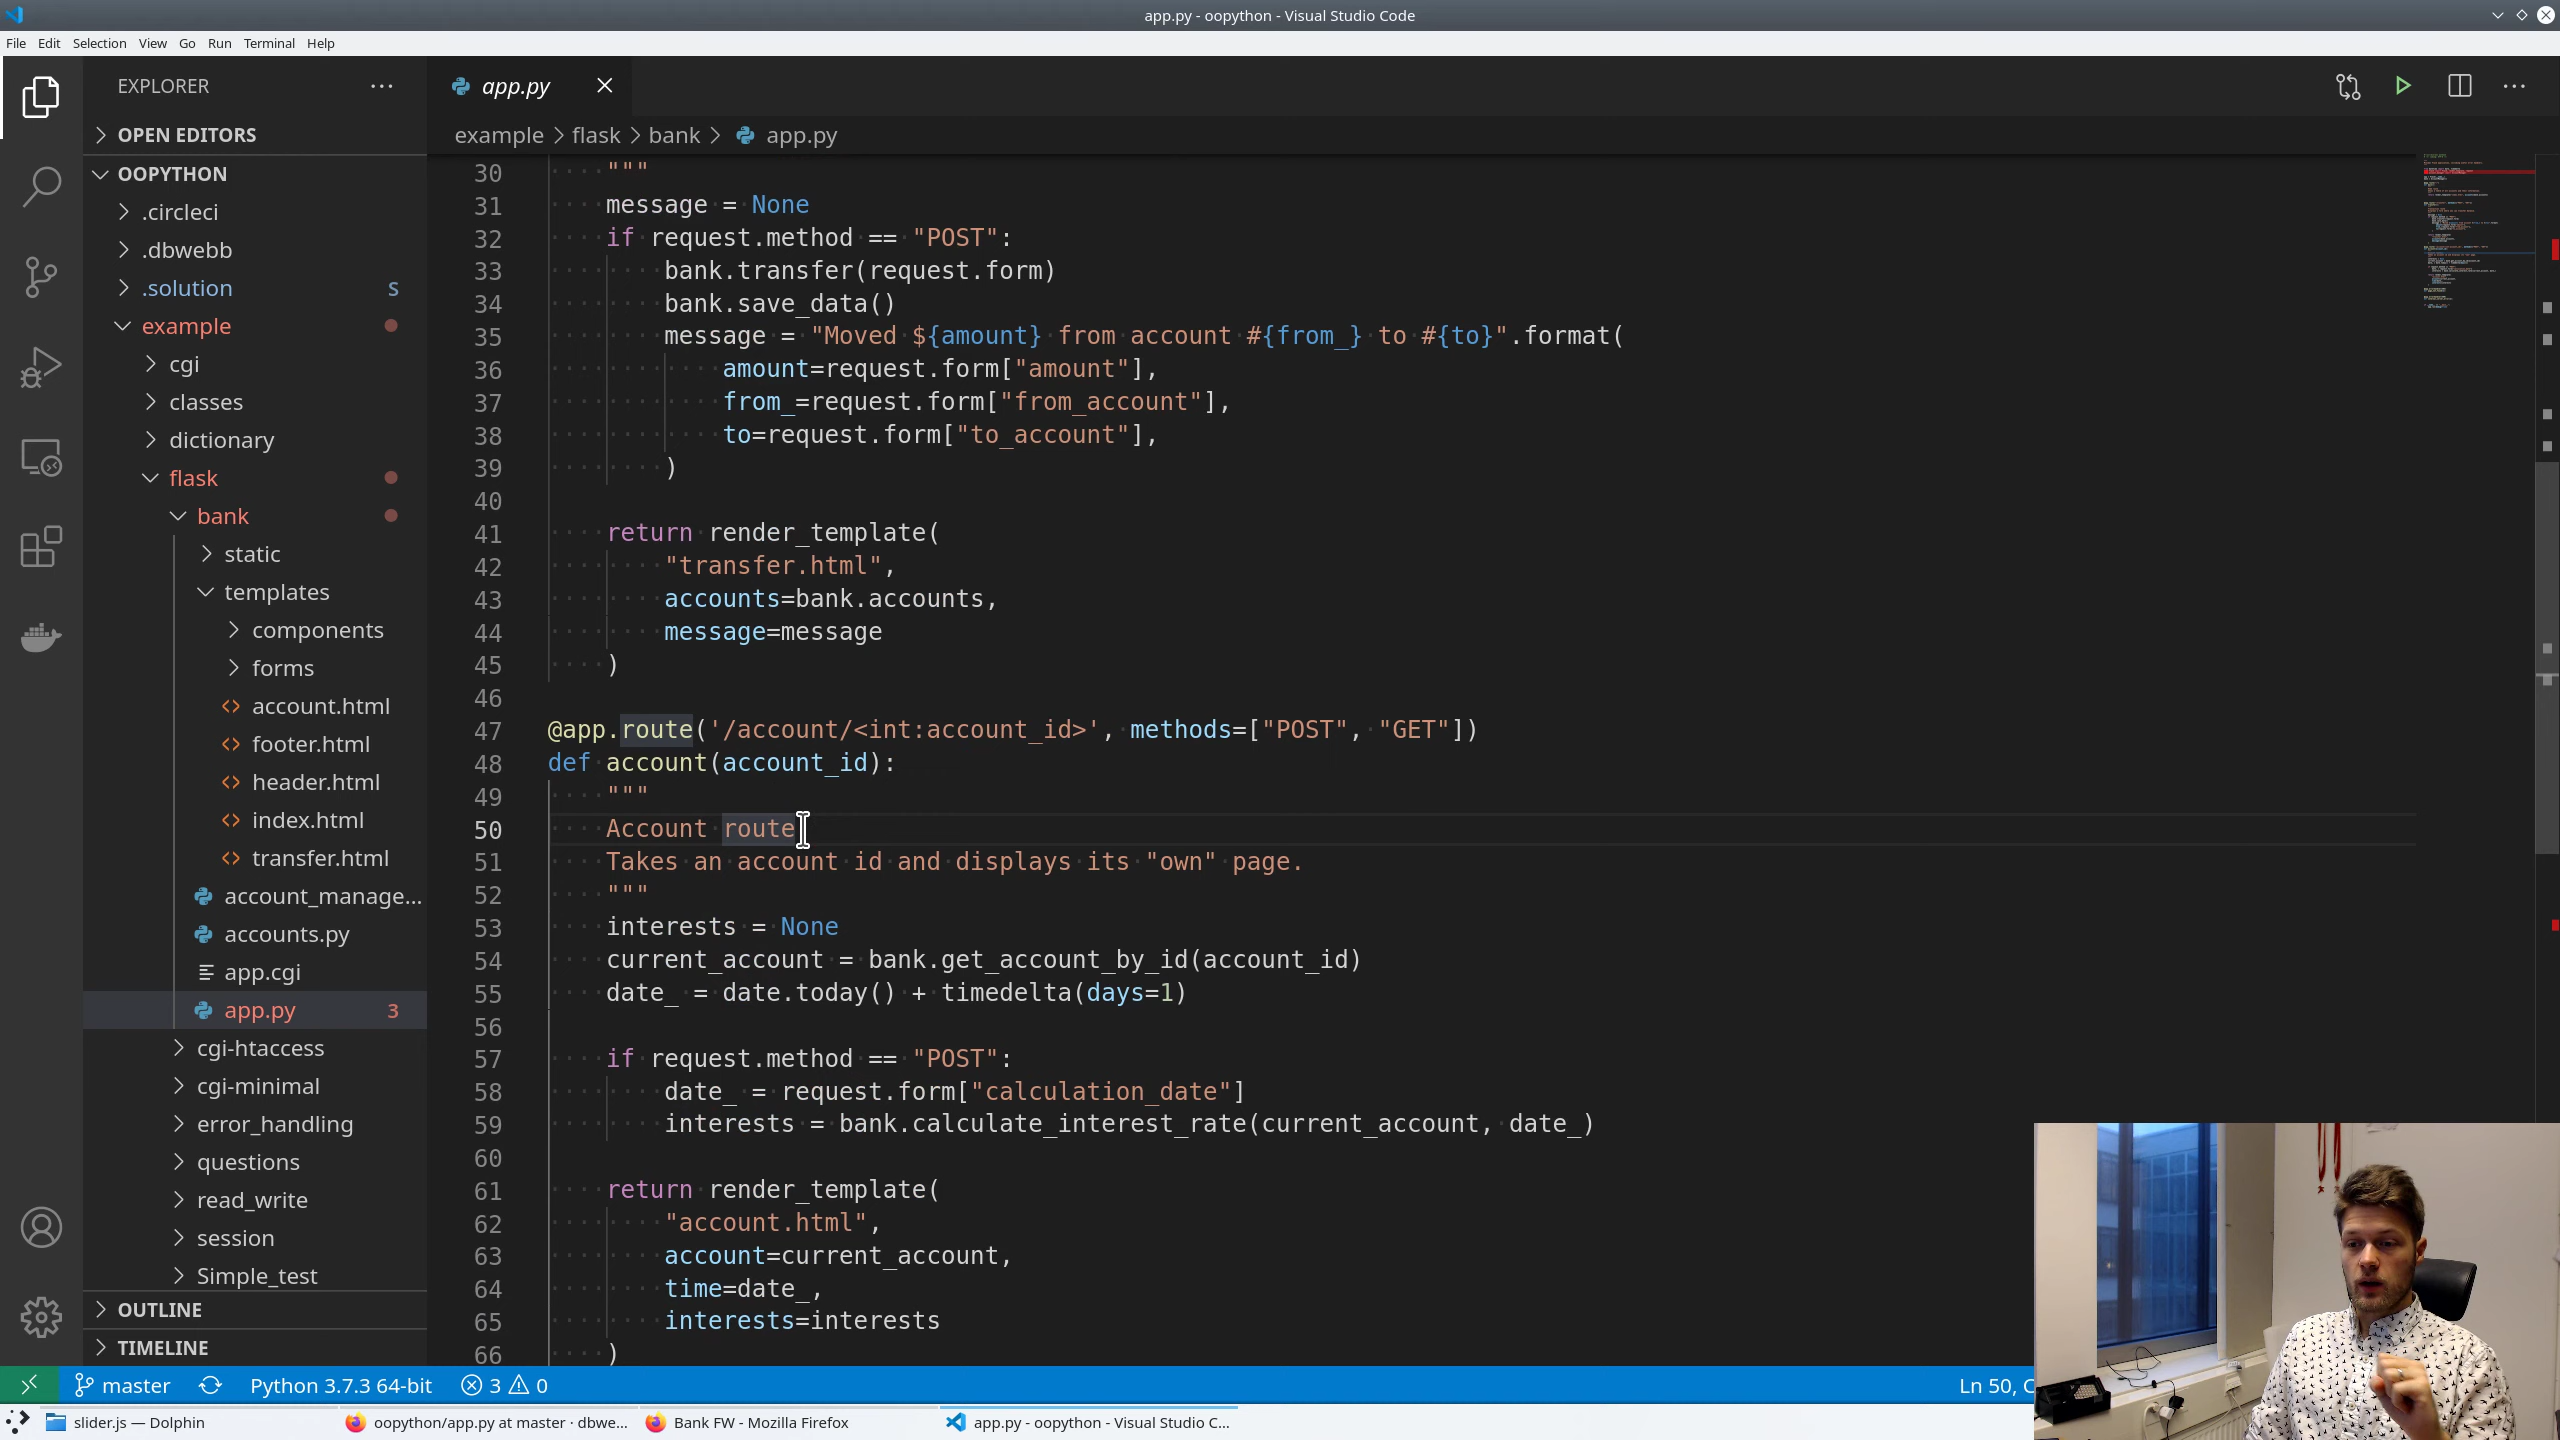 app.py - oopython - Visual Studio Code
File Edit Selection View Go Run Terminal Help
EXPLORER
OPEN EDITORS
OOPYTHON
.circleci
.dbwebb
.solution S
example
cgi
classes
dictionary
flask
bank
static
templates
components
forms
account.html
footer.html
header.html
index.html
transfer.html
account_manage...
accounts.py
app.cgi
app.py 3
cgi-htaccess
cgi-minimal
error_handling
questions
read_write
session
Simple_test
OUTLINE
TIMELINE
app.py
example > flask > bank > app.py
30 """
31 message = None
32 if request.method == "POST":
33 bank.transfer(request.form)
34 bank.save_data()
35 message = "Moved ${amount} from account #{from_} to #{to}".format(
36 amount=request.form["amount"],
37 from_=request.form["from_account"],
38 to=request.form["to_account"],
39 )
40
41 return render_template(
42 "transfer.html",
43 accounts=bank.accounts,
44 message=message
45 )
46
47 @app.route('/account/<int:account_id>', methods=["POST", "GET"])
48 def account(account_id):
49 """
50 Account route
51 Takes an account id and displays its "own" page.
52 """
53 interests = None
54 current_account = bank.get_account_by_id(account_id)
55 date_ = date.today() + timedelta(days=1)
56
57 if request.method == "POST":
58 date_ = request.form["calculation_date"]
59 interests = bank.calculate_interest_rate(current_account, date_)
60
61 return render_template(
62 "account.html",
63 account=current_account,
64 time=date_,
65 interests=interests
66 )
master Python 3.7.3 64-bit 3 0 Ln 50, C
slider.js — Dolphin oopython/app.py at master · dbwe... Bank FW - Mozilla Firefox app.py - oopython - Visual Studio C...